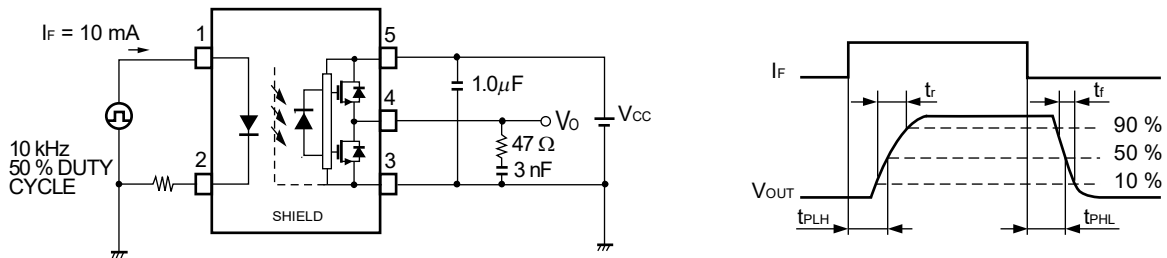 IF = 10 mA
1
5
1.0µF
4
VO
VCC
47 Ω
3 nF
10 kHz
50 % DUTY
CYCLE
2
3
SHIELD
IF
tr
tf
90 %
50 %
10 %
VOUT
tPLH
tPHL